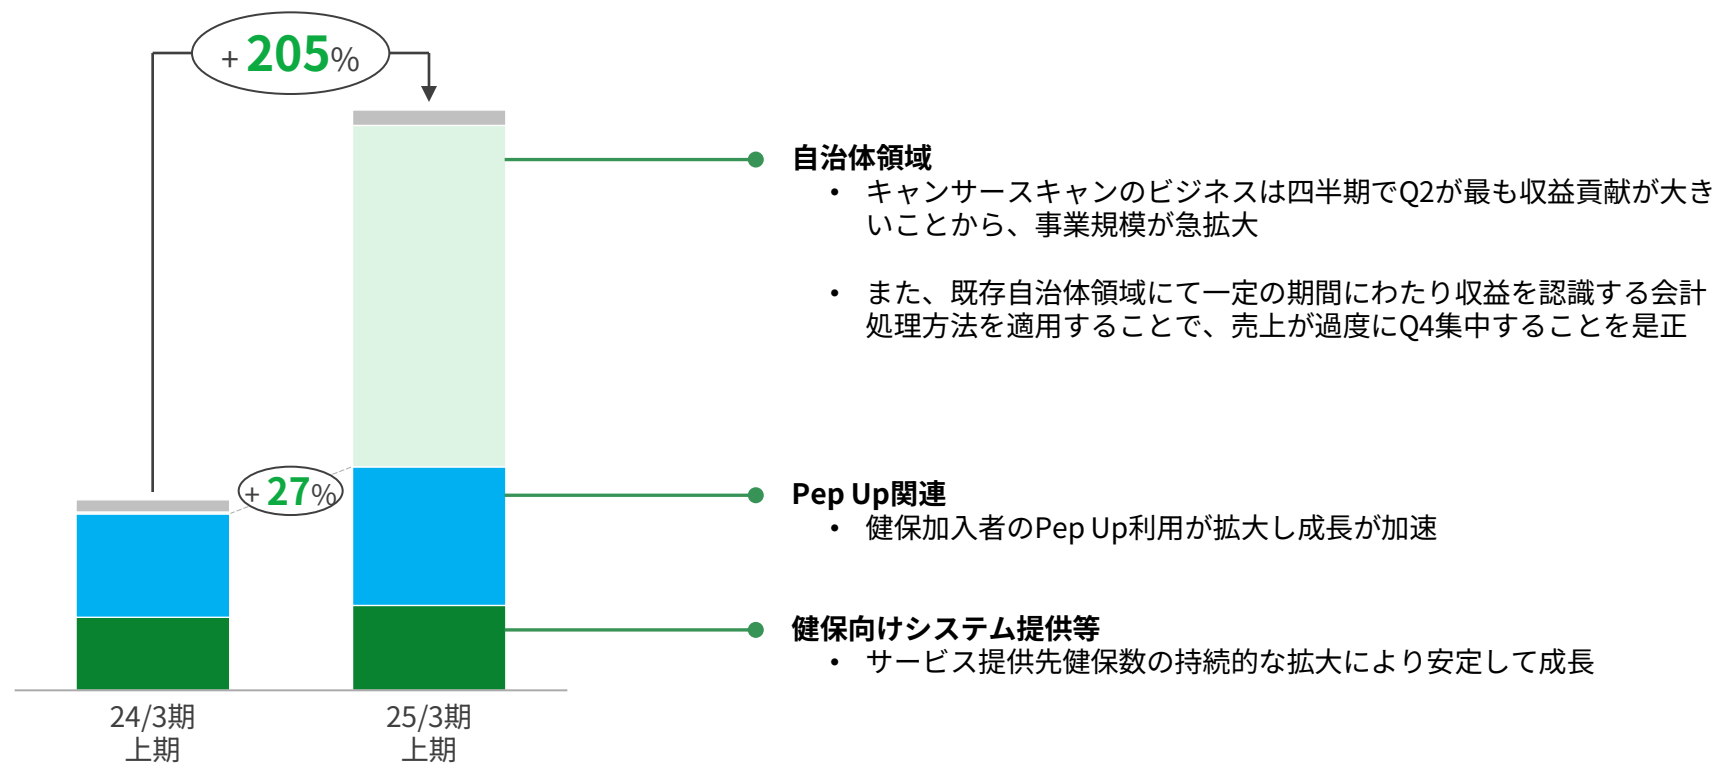 + 205%
自治体領域
• キャンサースキャンのビジネスは四半期でQ2が最も収益貢献が大き
いことから、事業規模が急拡大
• また、既存自治体領域にて一定の期間にわたり収益を認識する会計
処理方法を適用することで、売上が過度にQ4集中することを是正
+ 27%
Pep Up関連
• 健保加入者のPep Up利用が拡大し成長が加速
健保向けシステム提供等
• サービス提供先健保数の持続的な拡大により安定して成長
24/3期
上期
25/3期
上期